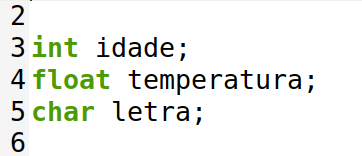 2
3 int idade;
4 float temperatura;
5 char letra;
6